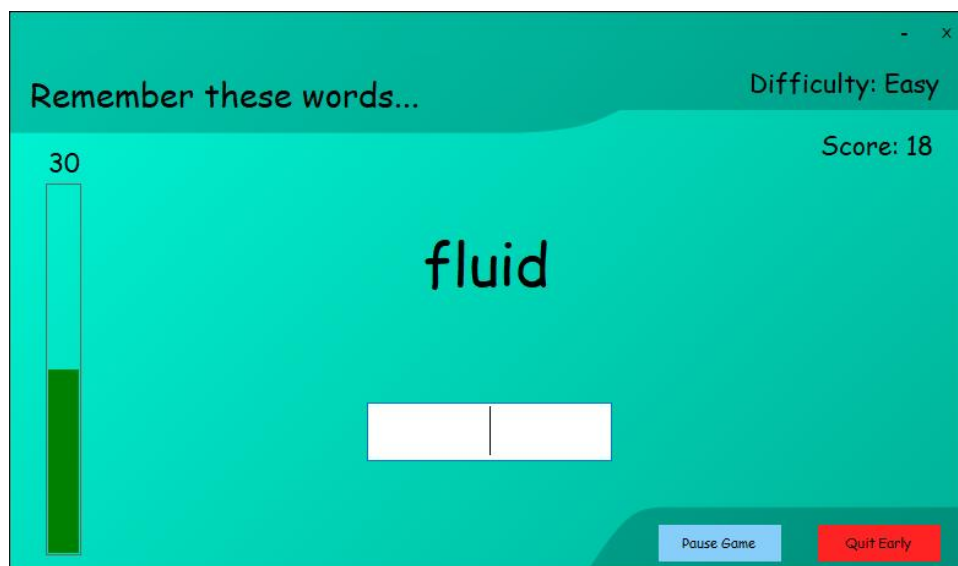 - X
Remember these words...
Difficulty: Easy
Score: 18
30
fluid
Pause Game
Quit Early